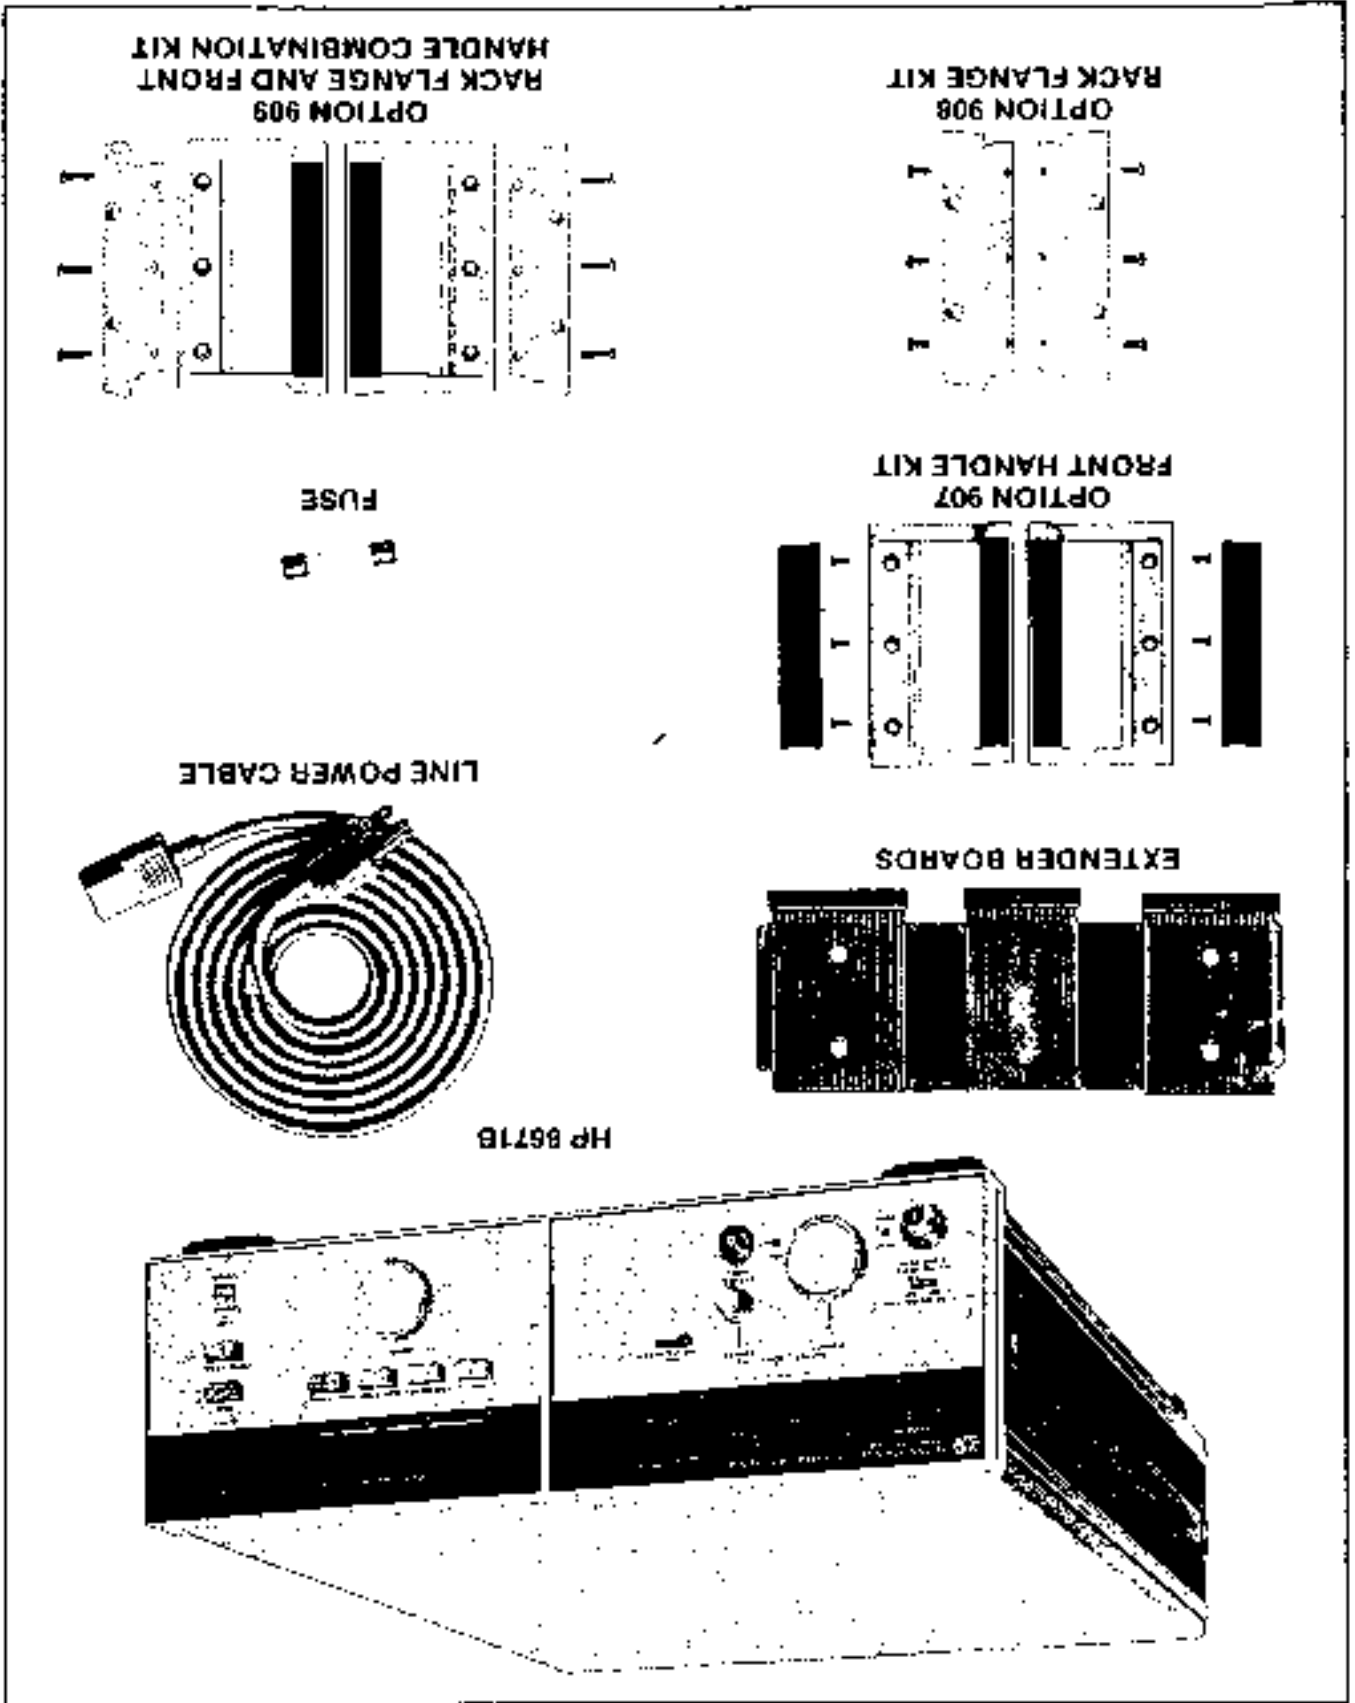 HP 8671B
EXTENDER BOARDS
LINE POWER CABLE
OPTION 907
FRONT HANDLE KIT
FUSE
OPTION 908
RACK FLANGE KIT
OPTION 909
RACK FLANGE AND FRONT
HANDLE COMBINATION KIT